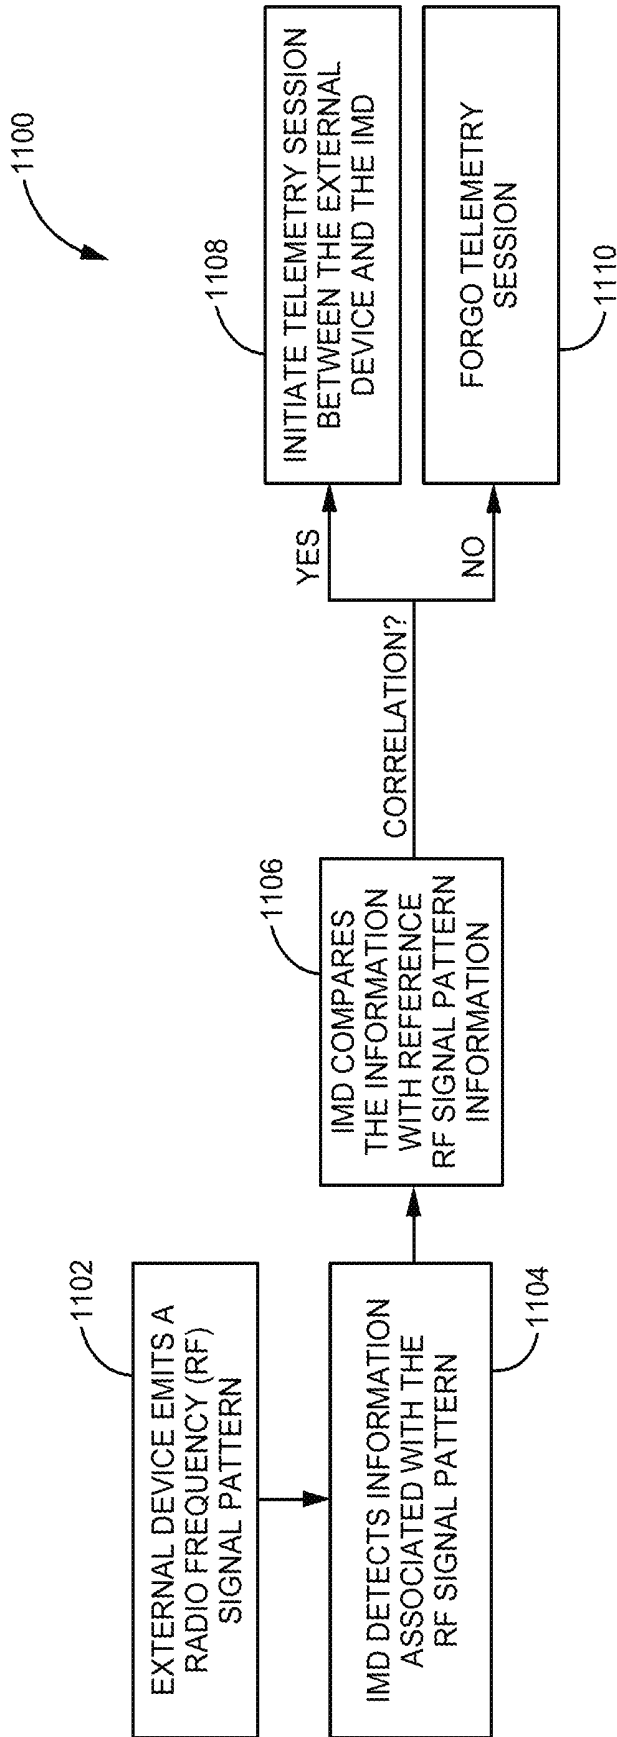 1100
1102
EXTERNAL DEVICE EMITS A
RADIO FREQUENCY (RF)
SIGNAL PATTERN
IMD DETECTS INFORMATION
ASSOCIATED WITH THE
RF SIGNAL PATTERN
1104
1106
IMD COMPARES
THE INFORMATION
WITH REFERENCE
RF SIGNAL PATTERN
INFORMATION
CORRELATION?
YES
NO
1108
INITIATE TELEMETRY SESSION
BETWEEN THE EXTERNAL
DEVICE AND THE IMD
FORGO TELEMETRY
SESSION
1110